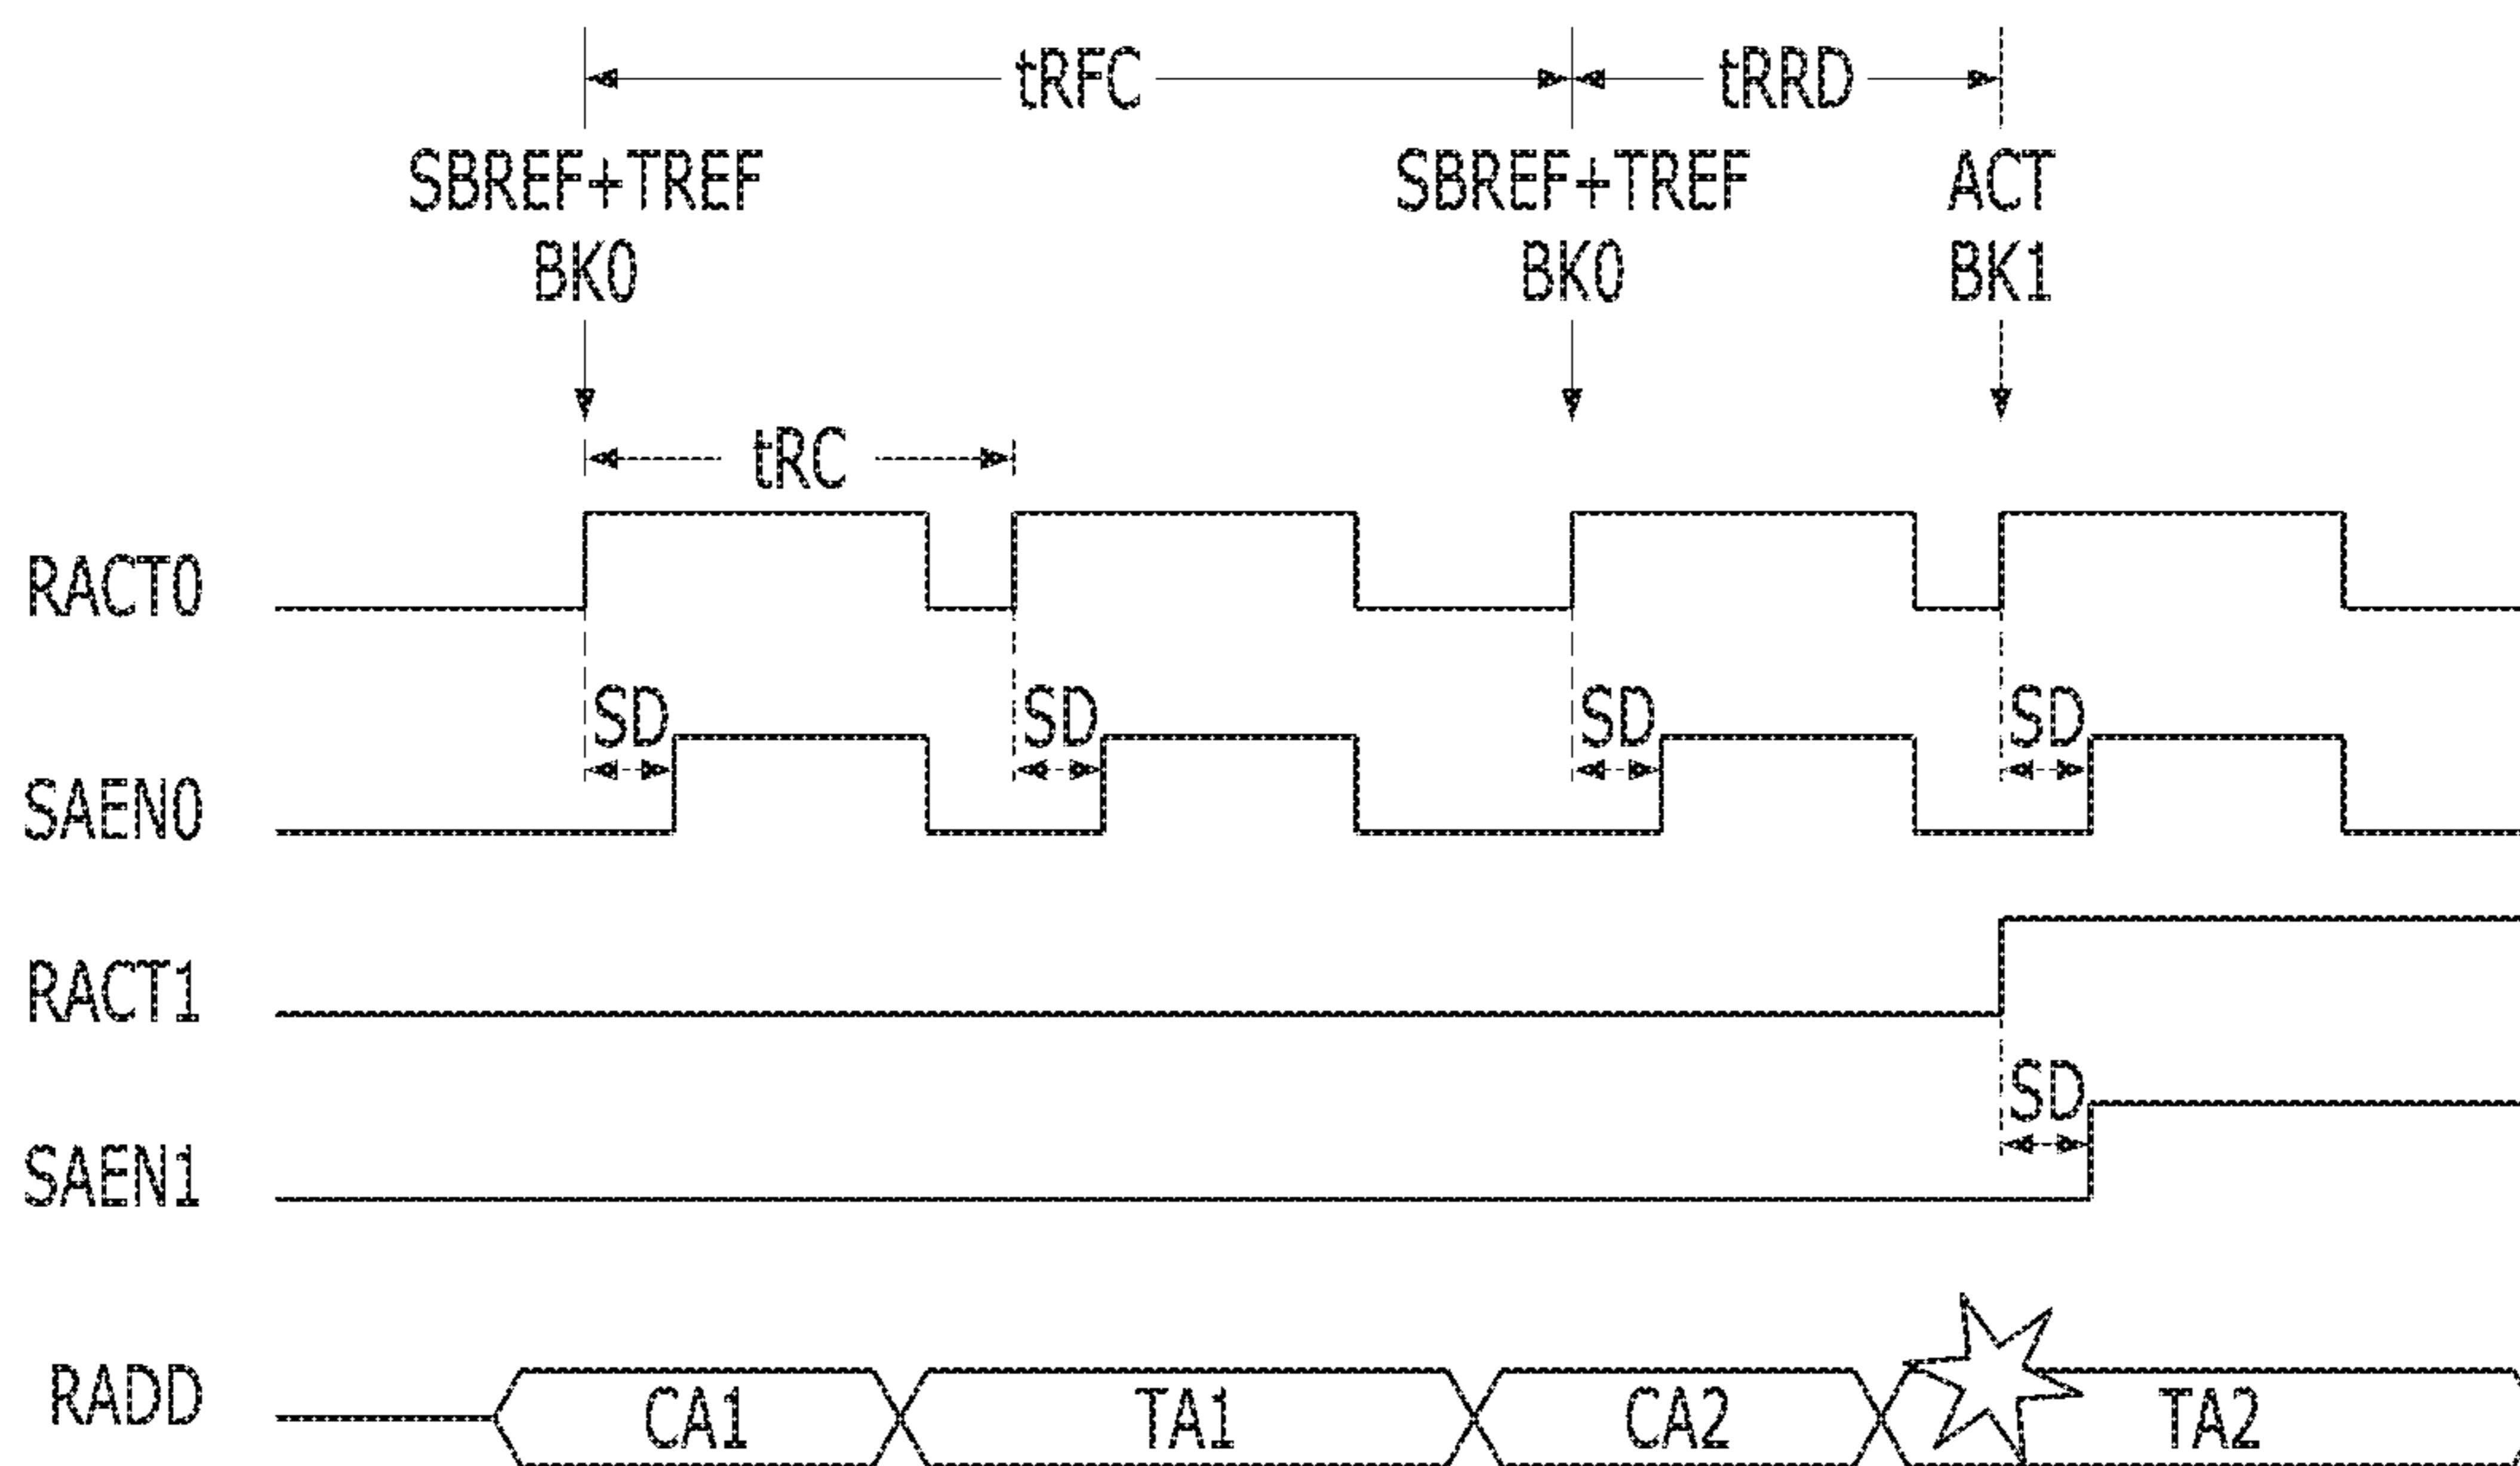 tRFC tRRD
SBREF+TREF SBREF+TREF ACT
BK0 BK0 BK1
tRC
RACT0
SD SD SD SD
SAEN0
RACT1
SD
SAEN1
RADD CA1 TA1 CA2 TA2